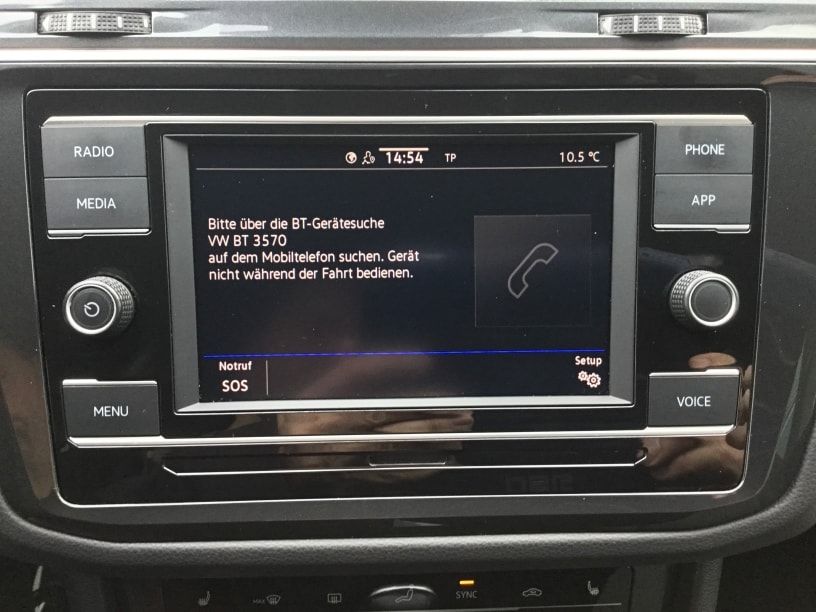 14:54 TP 10.5 °C
RADIO
PHONE
MEDIA
APP
Bitte über die BT-Gerätesuche
VW BT 3570
auf dem Mobiltelefon suchen. Gerät
nicht während der Fahrt bedienen.
Notruf
SOS
Setup
MENU
VOICE
MAX
SYNC